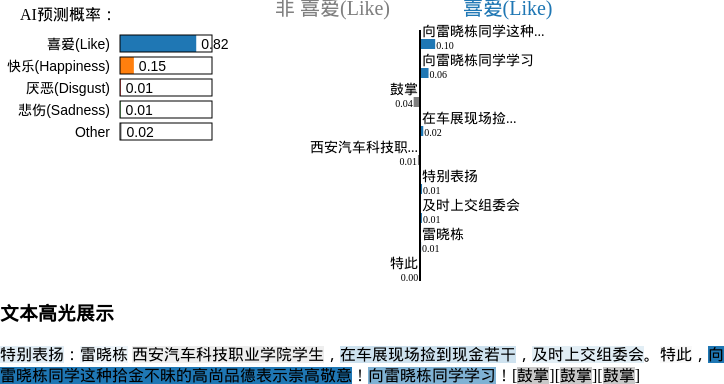 AI预测概率：
喜爱(Like) 0.82
快乐(Happiness) 0.15
厌恶(Disgust) 0.01
悲伤(Sadness) 0.01
Other 0.02
非 喜爱(Like) 喜爱(Like)
向雷晓栋同学这种...
0.10
向雷晓栋同学学习
0.06
鼓掌
0.04
在车展现场捡...
0.02
西安汽车科技职...
0.01
特别表扬
0.01
及时上交组委会
0.01
雷晓栋
0.01
特此
0.00
文本高光展示
特别表扬：雷晓栋 西安汽车科技职业学院学生，在车展现场捡到现金若干，及时上交组委会。特此，向
雷晓栋同学这种拾金不昧的高尚品德表示崇高敬意！向雷晓栋同学学习！[鼓掌][鼓掌][鼓掌]